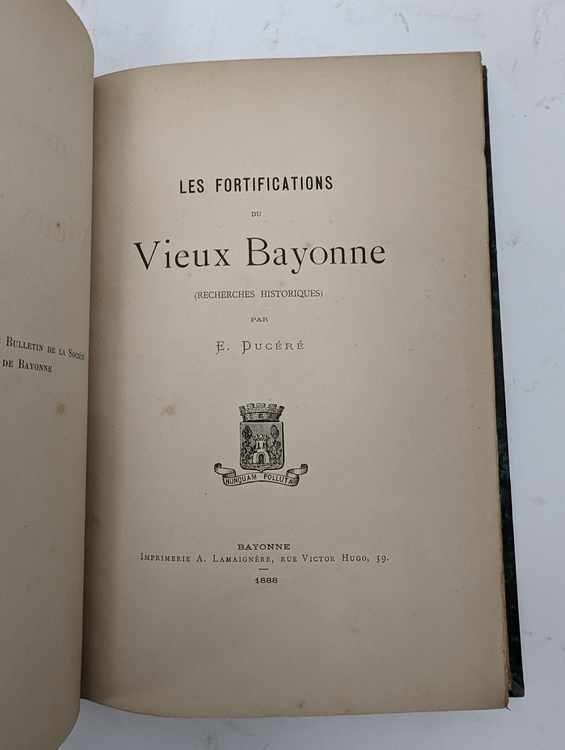 BULLETIN DE LA SOCIÉTÉ
DE BAYONNE
LES FORTIFICATIONS
DU
Vieux Bayonne
(RECHERCHES HISTORIQUES)
PAR
E. DUCÉRÉ
NUNQUAM POLLUTA
BAYONNE
IMPRIMERIE A. LAMAIGNÈRE, RUE VICTOR HUGO, 39.
1888